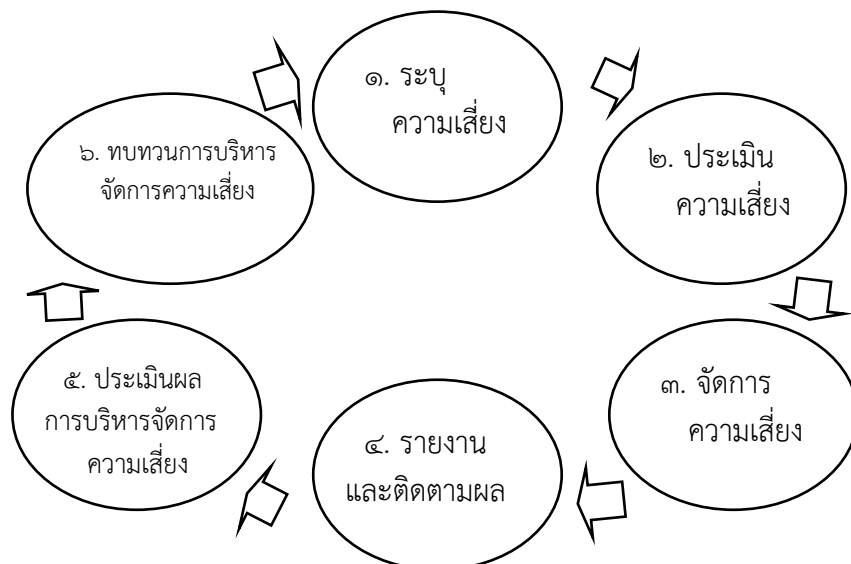 ๑. ระบุ
ความเสี่ยง
๒. ประเมิน
ความเสี่ยง
๓. จัดการ
ความเสี่ยง
๔. รายงาน
และติดตามผล
๕. ประเมินผล
การบริหารจัดการ
ความเสี่ยง
๖. ทบทวนการบริหาร
จัดการความเสี่ยง